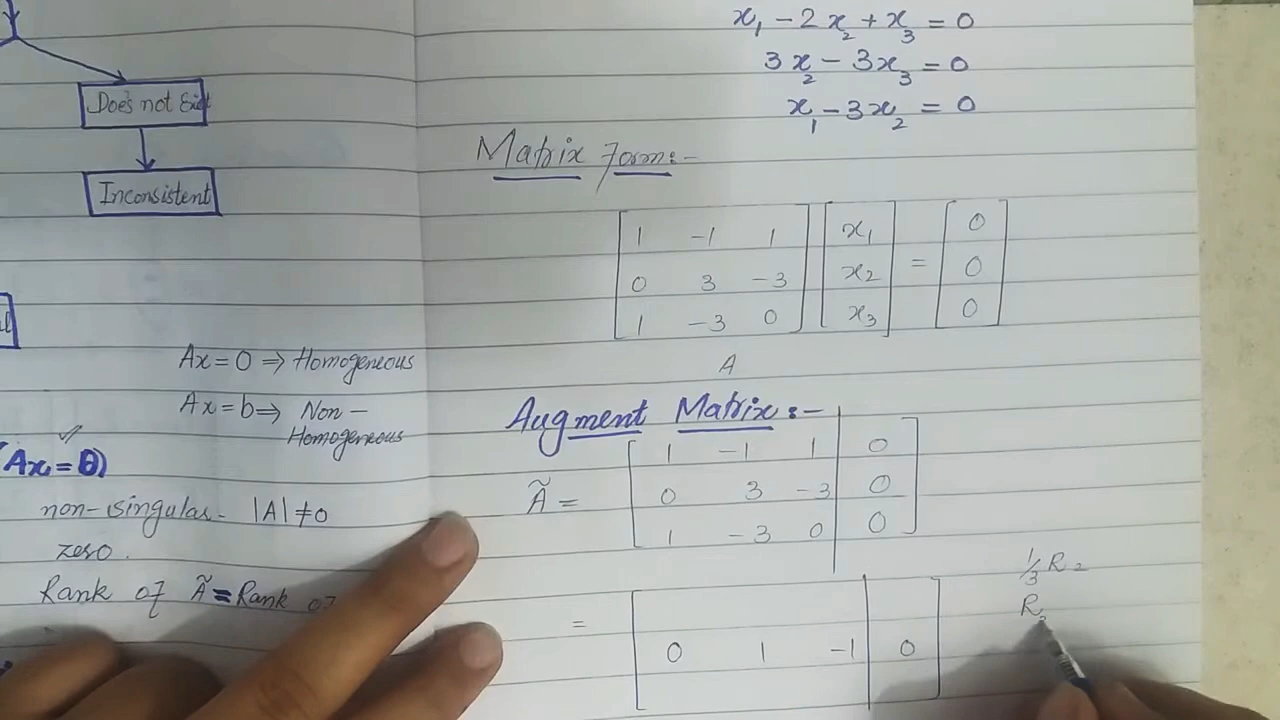 Does not Exist
Inconsistent
Ax = 0 ⇒ Homogeneous
Ax = b ⇒ Non-
Homogeneous
(Ax = θ)
non-singular- |A| ≠ 0
zero.
Rank of Ã = Rank of
x₁ - 2x₂ + x₃ = 0
3x₂ - 3x₃ = 0
x₁ - 3x₂ = 0
Matrix Form:-
1 -1 1 x₁ 0
0 3 -3 x₂ = 0
1 -3 0 x₃ 0
A
Augment Matrix:-
1 -1 1 | 0
Ã = 0 3 -3 | 0
1 -3 0 | 0
1/3 R₂
R
= 0 1 -1 | 0